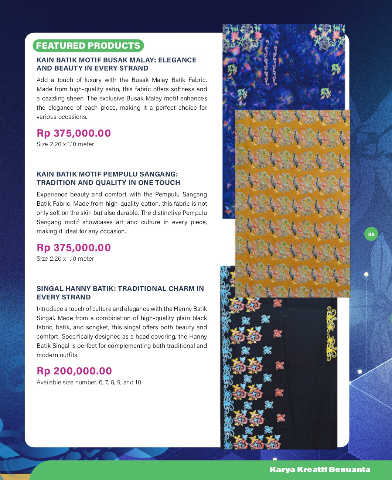 FEATURED PRODUCTS
KAIN BATIK MOTIF BUSAK MALAY: ELEGANCE
AND BEAUTY IN EVERY STRAND
Add a touch of luxury with the Busak Malay Batik Fabric.
Made from high-quality satin, this fabric offers softness and
a dazzling sheen. The exclusive Busak Malay motif enhances
the elegance of each piece, making it a perfect choice for
various occasions.
Rp 375,000.00
Size 2.20 x 1.10 meter
KAIN BATIK MOTIF PEMPULU SANGANG:
TRADITION AND QUALITY IN ONE TOUCH
Experience beauty and comfort with the Pempulu Sangang
Batik Fabric. Made from high-quality cotton, this fabric is not
only soft on the skin but also durable. The distinctive Pempulu
Sangang motif showcases art and culture in every piece,
making it ideal for any occasion.
Rp 375,000.00
Size 2.20 x 1.10 meter
SINGAL HANNY BATIK: TRADITIONAL CHARM IN
EVERY STRAND
Introduce a touch of culture and elegance with the Hanny Batik
Singal. Made from a combination of high-quality plain black
fabric, batik, and songket, this singal offers both beauty and
comfort. Specifically designed as a head covering, the Hanny
Batik Singal is perfect for complementing both traditional and
modern outfits.
Rp 200,000.00
Available size number 6, 7, 8, 9, and 10
Karya Kreatif Benuanta